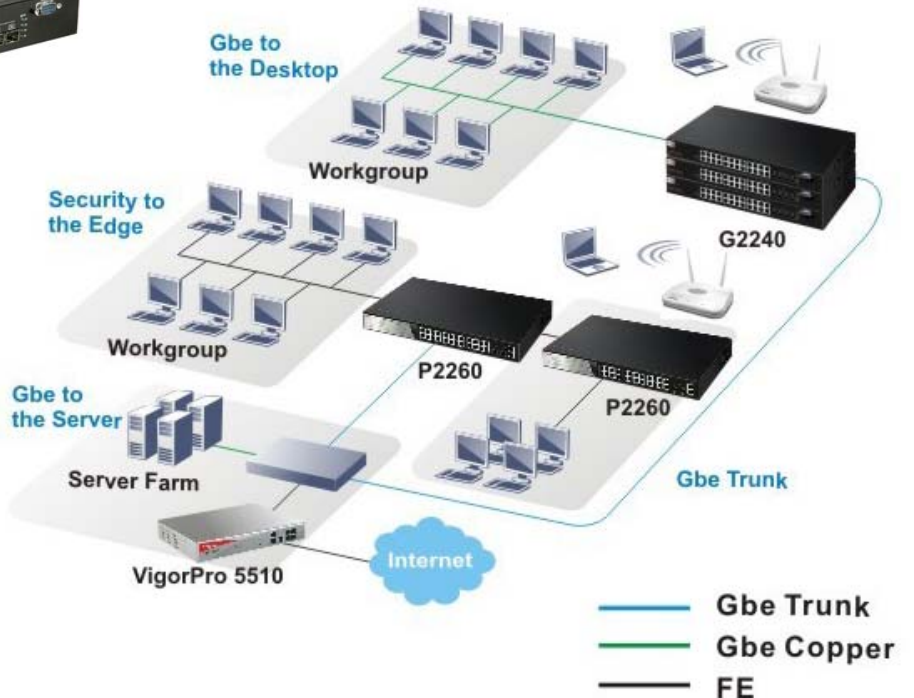 Gbe to
the Desktop
Workgroup
G2240
Security to
the Edge
Workgroup
P2260
P2260
Gbe to
the Server
Server Farm
Gbe Trunk
VigorPro 5510
Internet
Gbe Trunk
Gbe Copper
FE